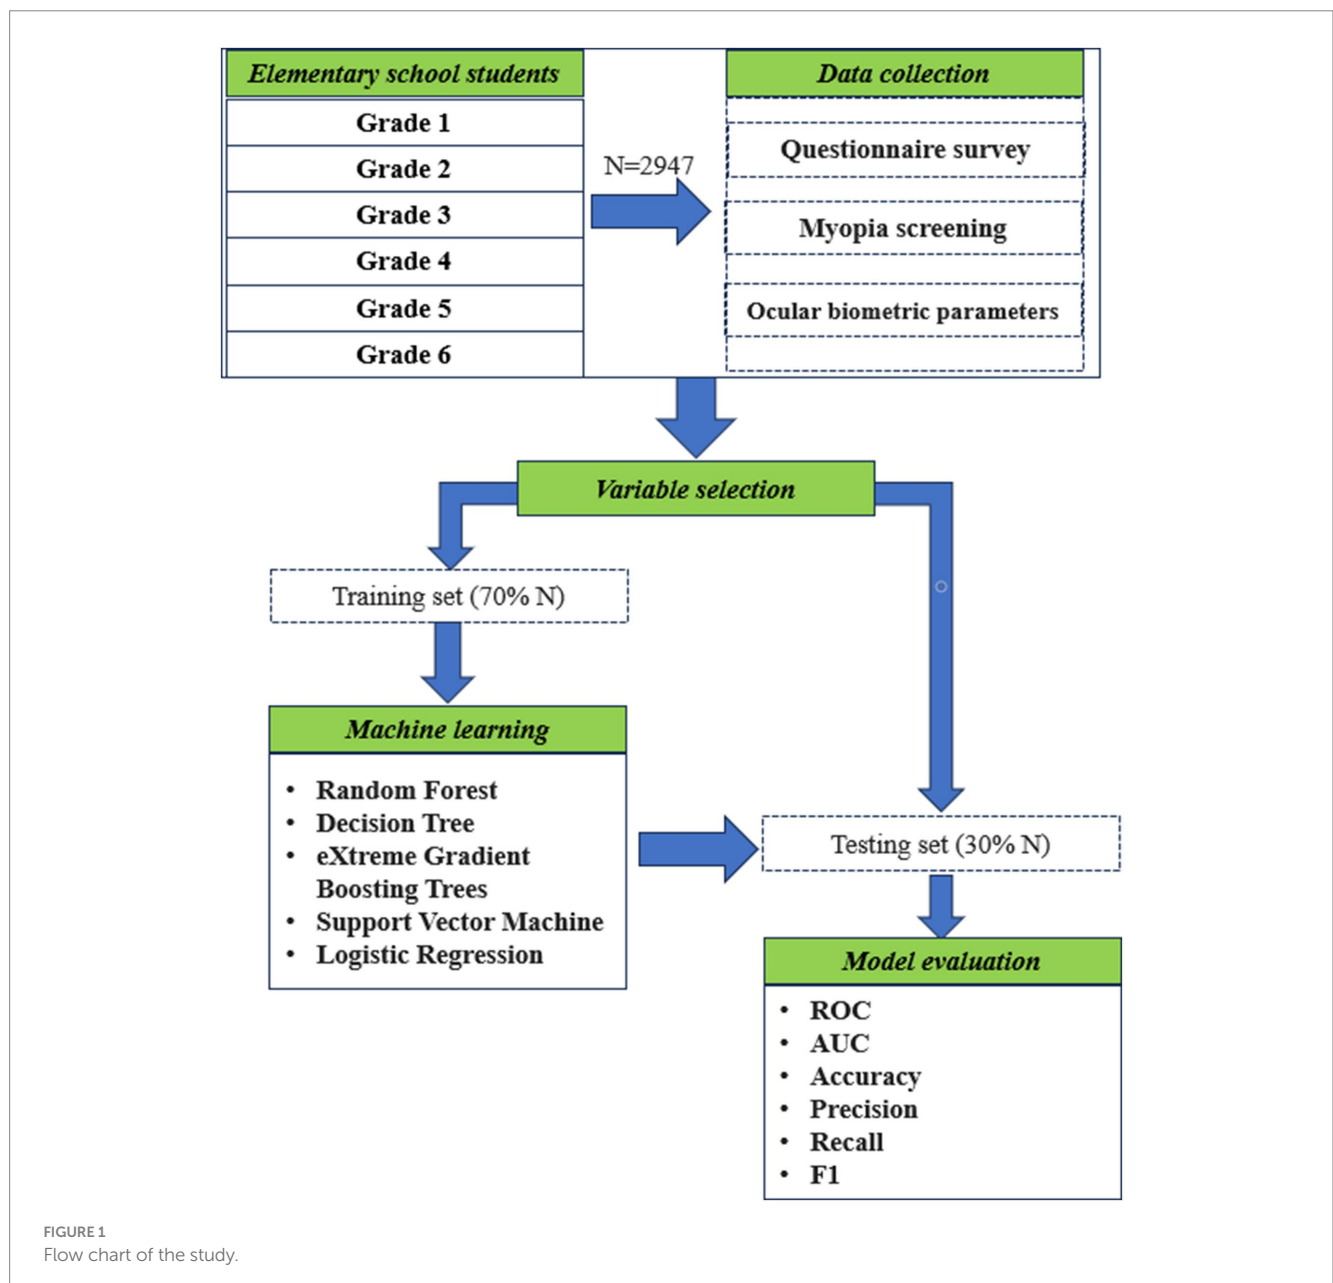 Elementary school students
Grade 1
Grade 2
Grade 3
Grade 4
Grade 5
Grade 6
N=2947
Data collection
Questionnaire survey
Myopia screening
Ocular biometric parameters
Variable selection
Training set (70% N)
Machine learning
• Random Forest
• Decision Tree
• eXtreme Gradient
Boosting Trees
• Support Vector Machine
• Logistic Regression
Testing set (30% N)
Model evaluation
• ROC
• AUC
• Accuracy
• Precision
• Recall
• F1
FIGURE 1
Flow chart of the study.